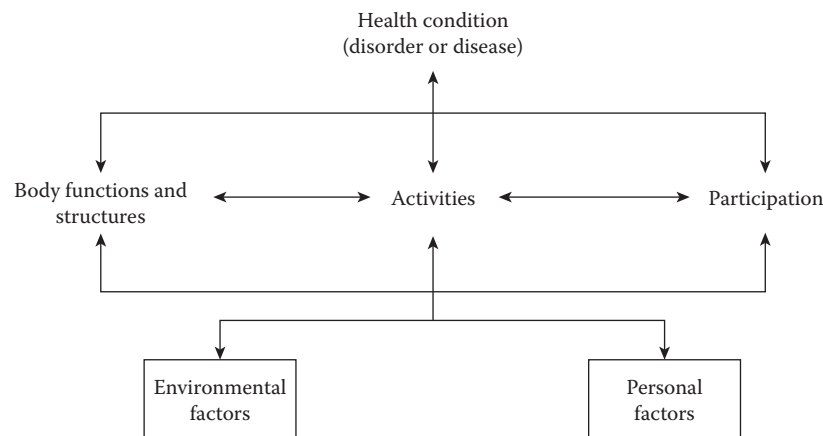 Health condition
(disorder or disease)
Body functions and
structures
Activities
Participation
Environmental
factors
Personal
factors